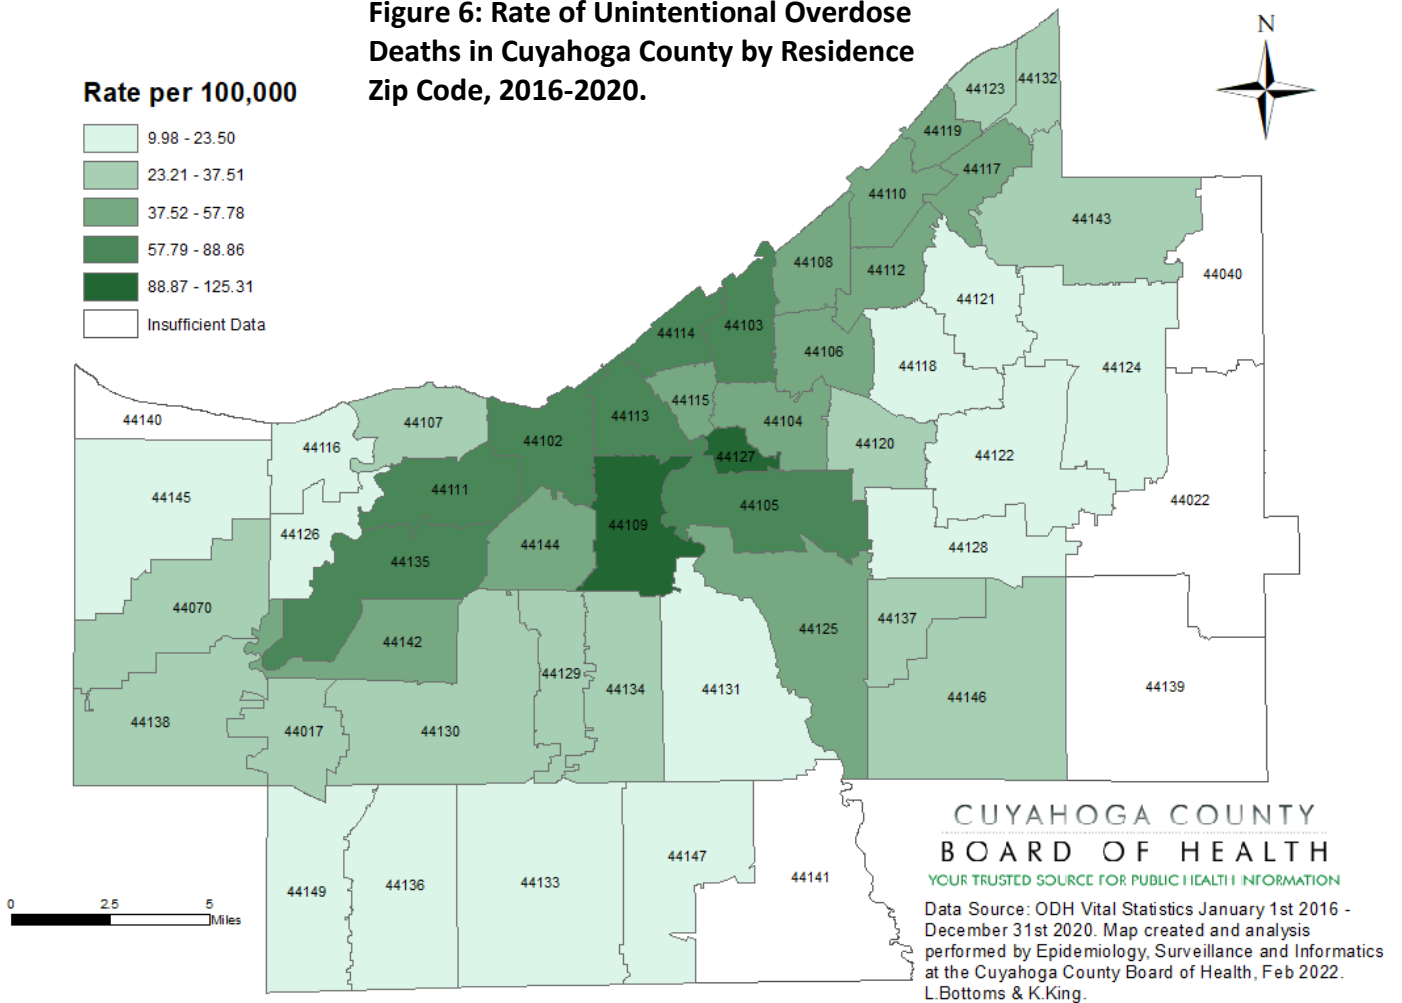 Figure 6: Rate of Unintentional Overdose
Deaths in Cuyahoga County by Residence
Zip Code, 2016-2020.
N
Rate per 100,000
9.98 - 23.50
23.21 - 37.51
37.52 - 57.78
57.79 - 88.86
88.87 - 125.31
Insufficient Data
44132
44123
44119
44117
44110
44143
44108
44112
44040
44121
44103
44114
44106
44118
44124
44140
44107
44115
44113
44104
44102
44116
44120
44127
44122
44111
44145
44022
44105
44109
44126
44144
44128
44135
44070
44137
44125
44142
44129
44134
44131
44139
44146
44138
44017
44130
44147
44141
44133
44136
44149
0 2.5 5
Miles
CUYAHOGA COUNTY
BOARD OF HEALTH
YOUR TRUSTED SOURCE FOR PUBLIC HEALTH INFORMATION
Data Source: ODH Vital Statistics January 1st 2016 -
December 31st 2020. Map created and analysis
performed by Epidemiology, Surveillance and Informatics
at the Cuyahoga County Board of Health, Feb 2022.
L.Bottoms & K.King.